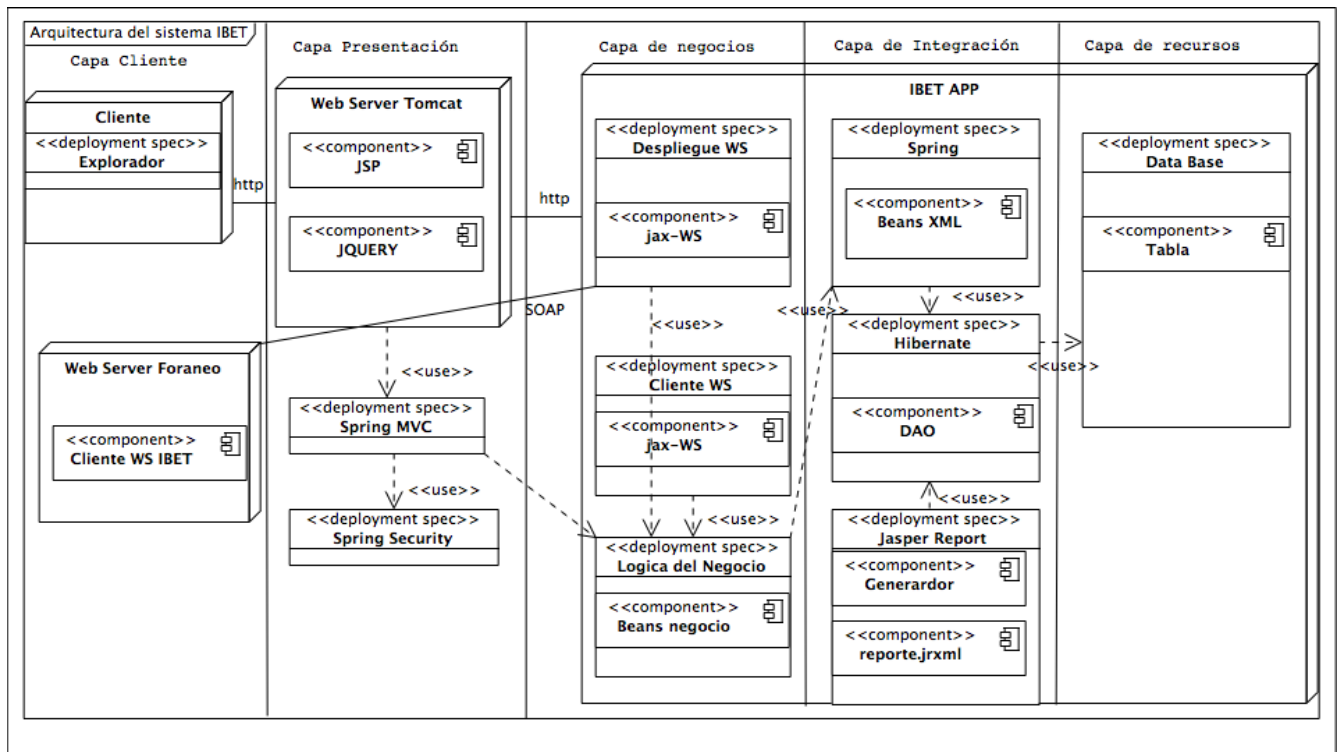 Arquitectura del sistema IBET
Capa Cliente
Capa Presentación
Capa de negocios
Capa de Integración
Capa de recursos
Cliente
<<deployment spec>>
Explorador
http
Web Server Foraneo
<<component>>
Cliente WS IBET
Web Server Tomcat
<<component>>
JSP
<<component>>
JQUERY
http
SOAP
<<use>>
<<deployment spec>>
Spring MVC
<<use>>
<<deployment spec>>
Spring Security
IBET APP
<<deployment spec>>
Despliegue WS
<<component>>
jax-WS
<<use>>
<<deployment spec>>
Cliente WS
<<component>>
jax-WS
<<use>>
<<deployment spec>>
Logica del Negocio
<<component>>
Beans negocio
<<use>>
<<deployment spec>>
Spring
<<component>>
Beans XML
<<use>>
<<deployment spec>>
Hibernate
<<component>>
DAO
<<use>>
<<use>>
<<deployment spec>>
Jasper Report
<<component>>
Generardor
<<component>>
reporte.jrxml
<<deployment spec>>
Data Base
<<component>>
Tabla